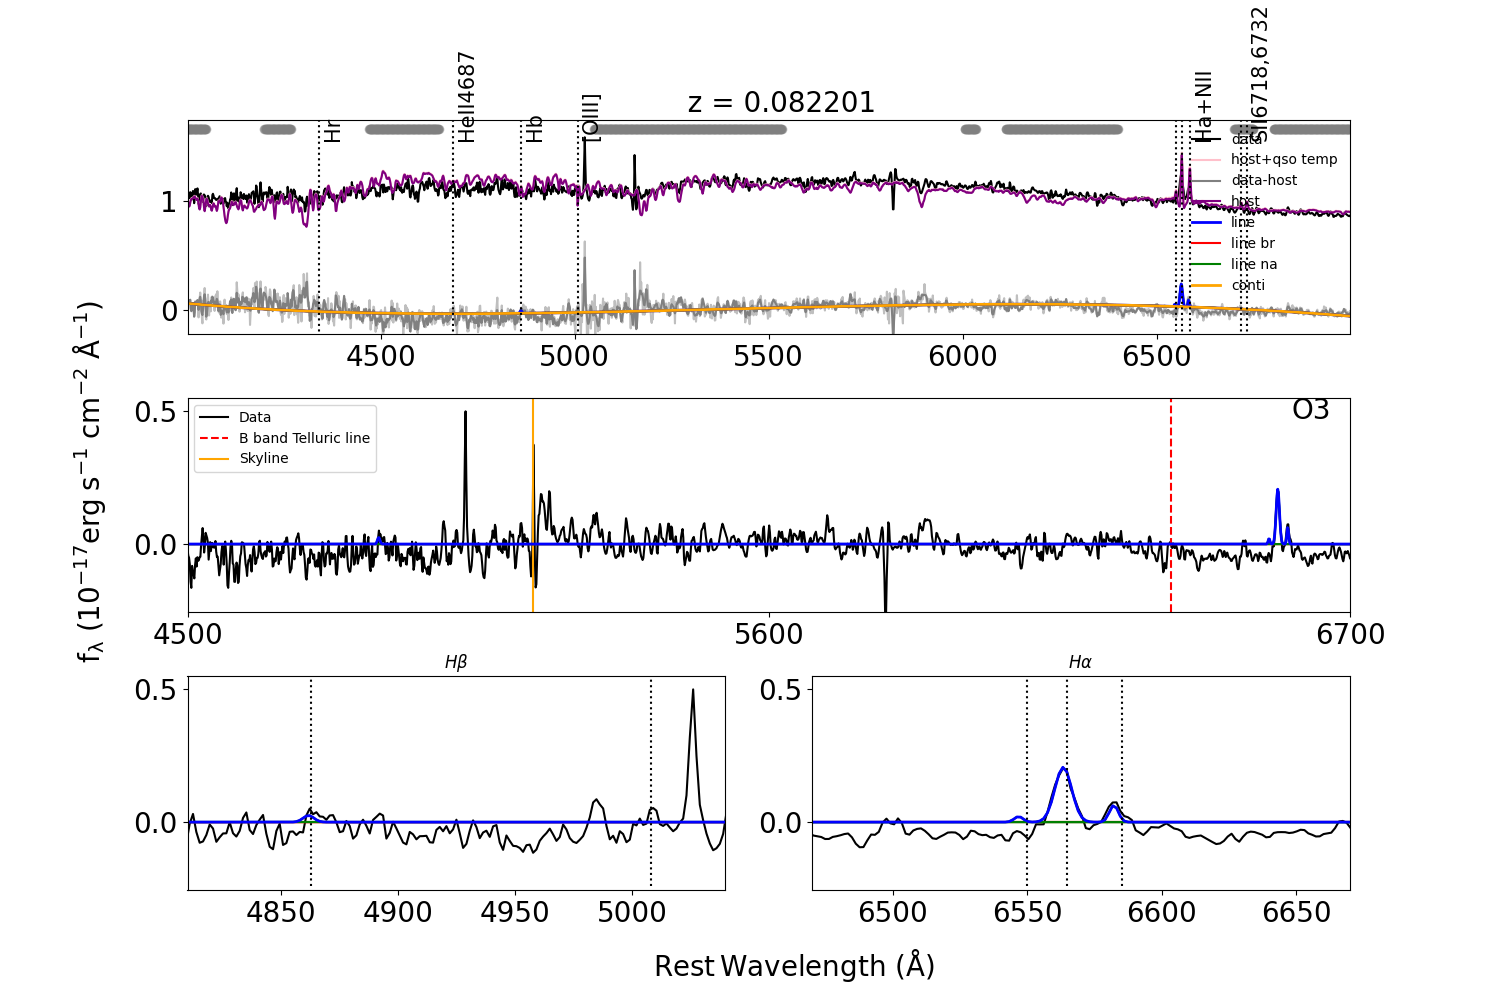 z = 0.082201
Hr
HeII4687
Hb
[OIII]
Ha+NII
SII6718,6732
data
host+qso temp
data-host
host
line
line br
line na
conti
1
0
4500
5000
5500
6000
6500
f_λ (10^−17 erg s^−1 cm^−2 Å^−1)
O3
Data
B band Telluric line
Skyline
0.5
0.0
4500
5600
6700
Hβ
0.5
0.0
4850
4900
4950
5000
Hα
0.5
0.0
6500
6550
6600
6650
Rest Wavelength (Å)